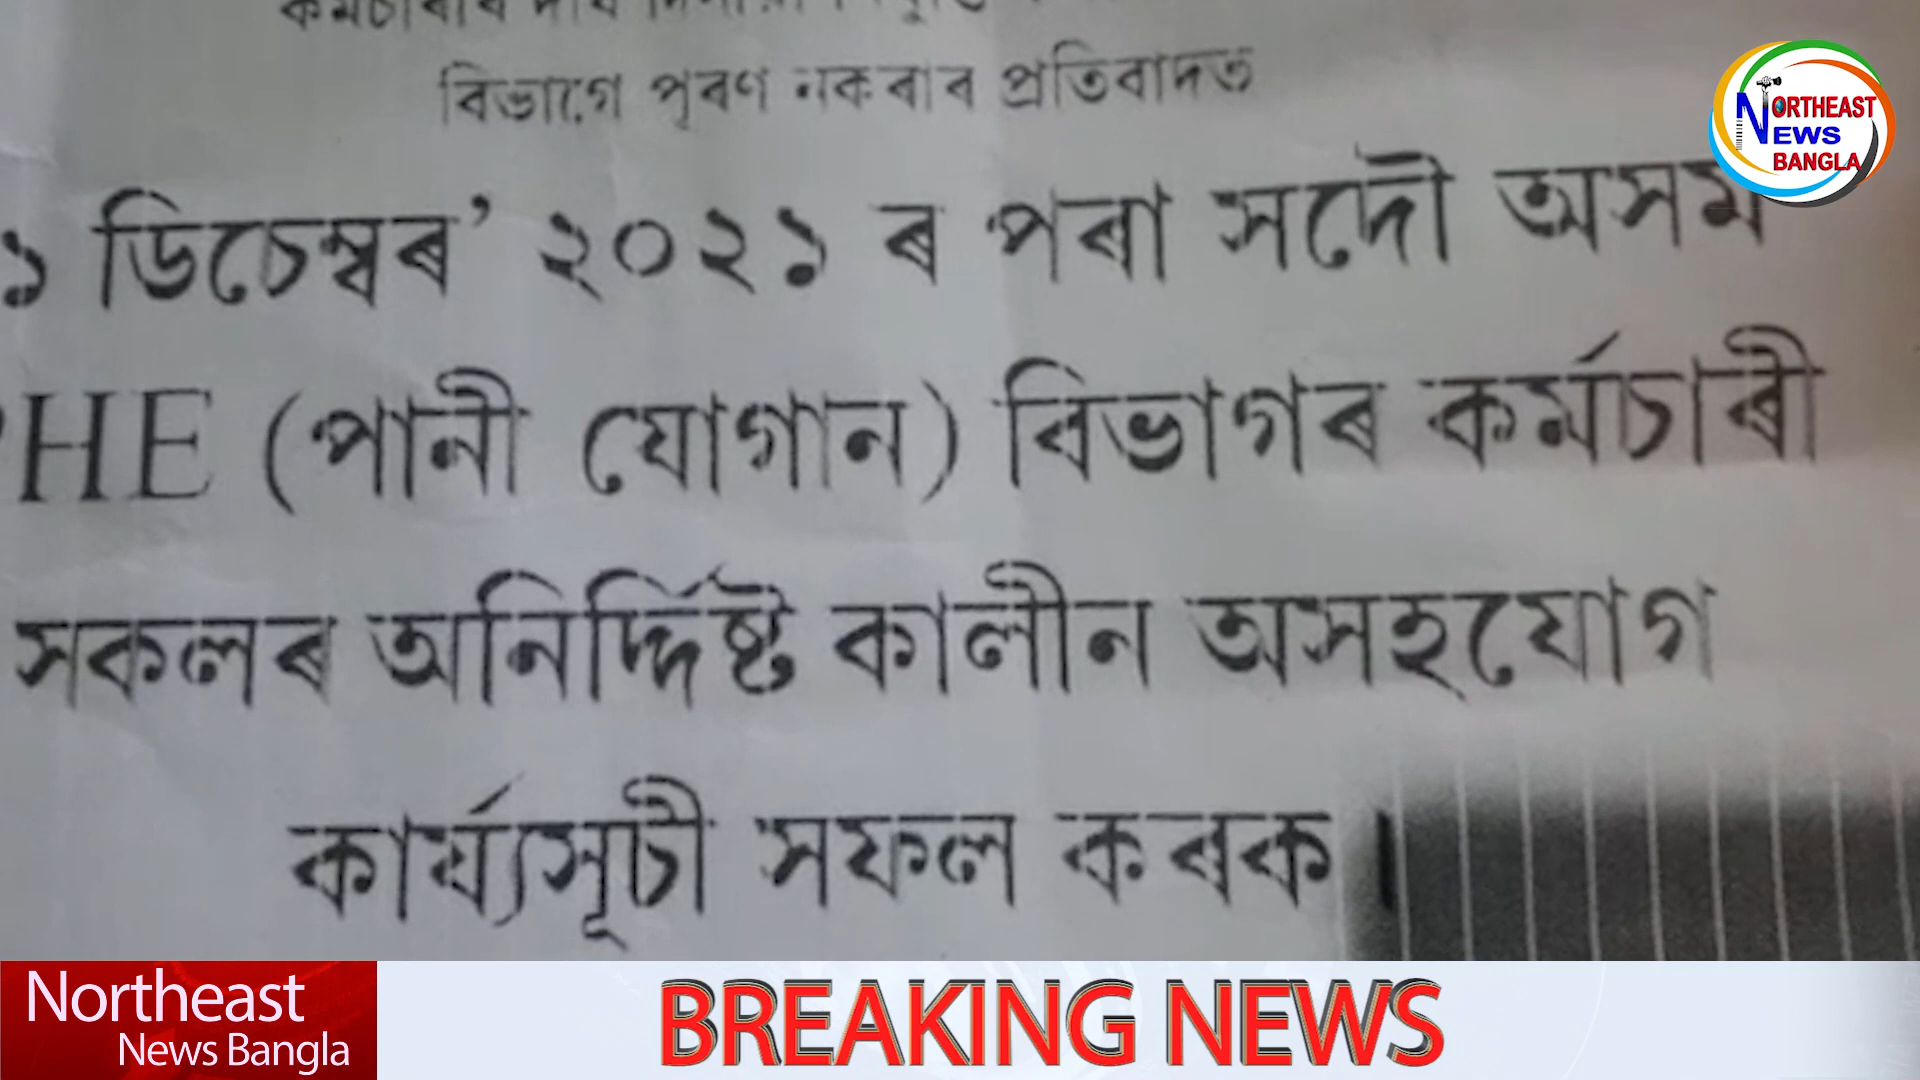 বিভাগে পূৰণ নকৰাৰ প্ৰতিবাদত
১ ডিচেম্বৰ' ২০২১ ৰ পৰা সদৌ অসম
HE (পানী যোগান) বিভাগৰ কৰ্মচাৰী
সকলৰ অনিৰ্দ্দিষ্ট কালীন অসহযোগ
কাৰ্য্যসূচী সফল কৰক।
NORTHEAST
NEWS
BANGLA
Northeast
News Bangla
BREAKING NEWS